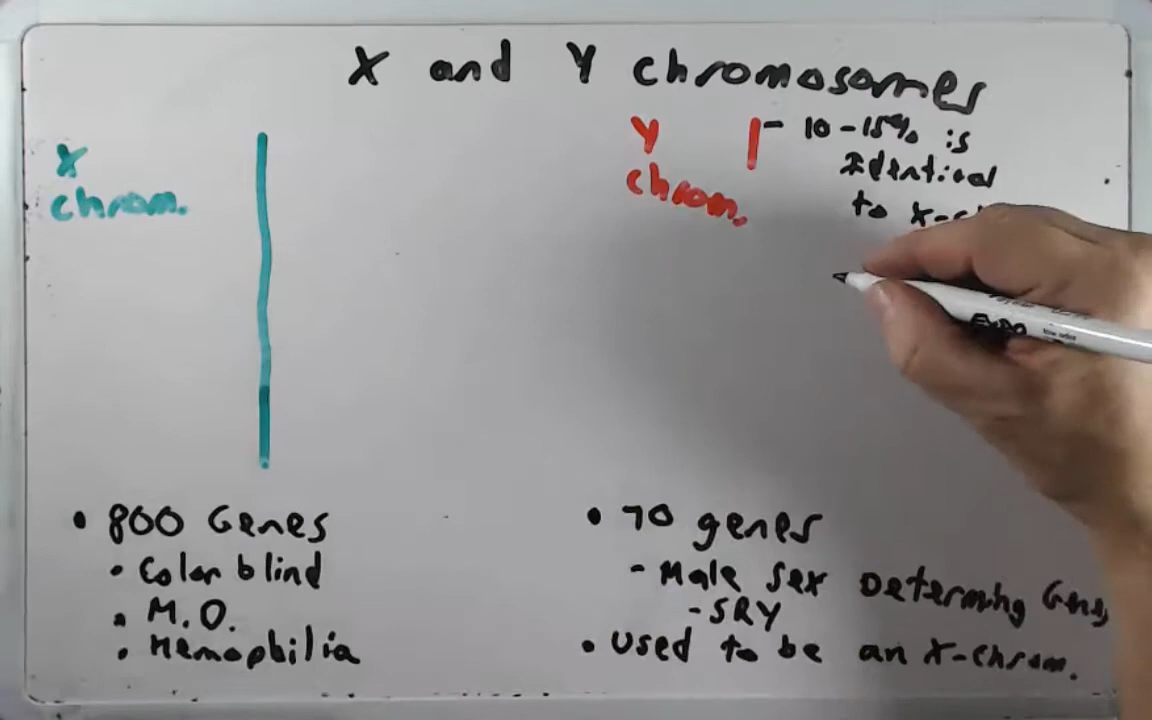 X and Y chromosomes
X
chrom.
Y
chrom.
- 10-15% is
Identical
to X-
• 800 Genes
• Color blind
• M.D.
• Hemophilia
• 70 genes
- Male Sex Determing Genes
- SRY
• Used to be an X-Chrom.
EXPO